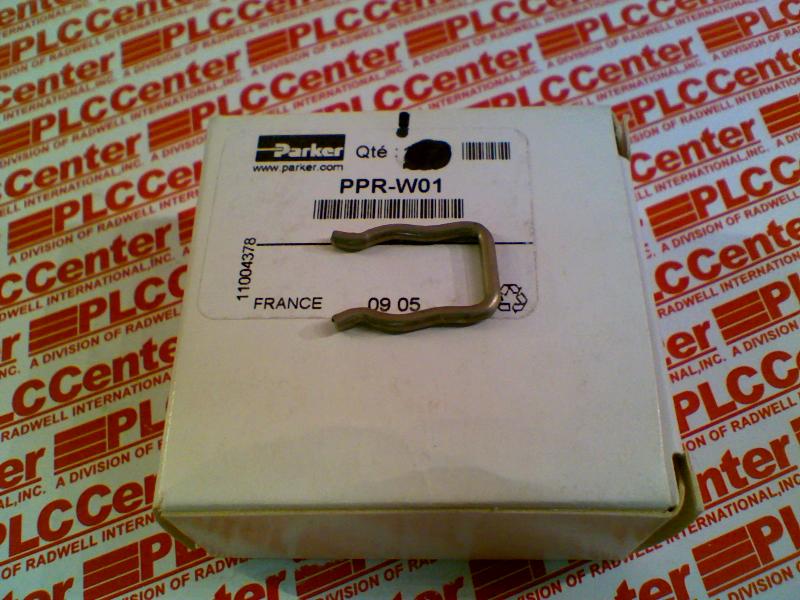 Parker
www.parker.com
Qté :
PPR-W01
11004378
FRANCE
09 05
PLCCenter
A DIVISION OF RADWELL INTERNATIONAL, INC.